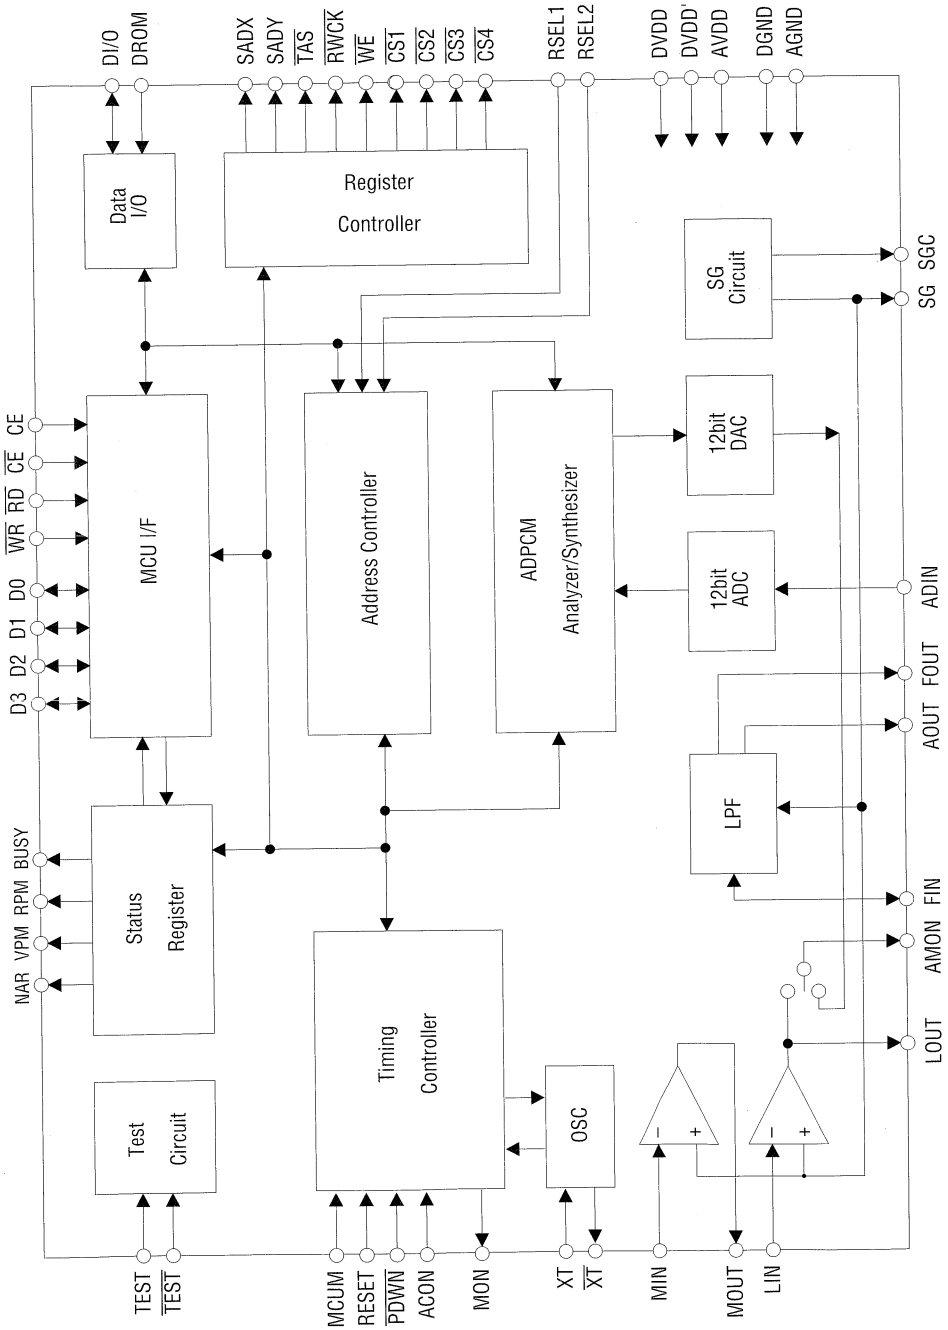 DI/O
DROM
SADX
SADY
TAS
RWCK
WE
CS1
CS2
CS3
CS4
RSEL1
RSEL2
DVDD
DVDD'
AVDD
DGND
AGND
Data
I/O
Register
Controller
SG
Circuit
SGC
SG
CE
CE
RD
WR
D0
D1
D2
D3
MCU I/F
Address Controller
ADPCM
Analyzer/Synthesizer
12bit
DAC
12bit
ADC
ADIN
FOUT
AOUT
LPF
FIN
AMON
LOUT
BUSY
RPM
VPM
NAR
Status
Register
Timing
Controller
Test
Circuit
OSC
−
+
−
+
TEST
TEST
MCUM
RESET
PDWN
ACON
MON
XT
XT
MIN
MOUT
LIN